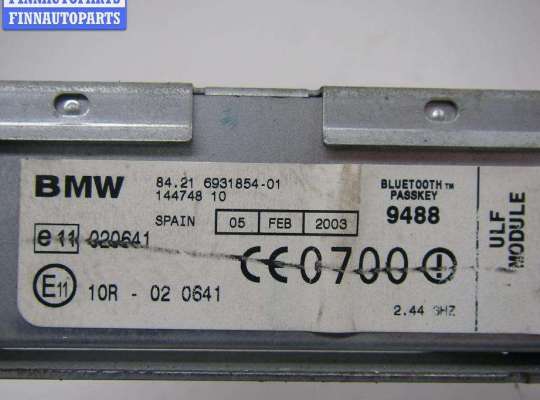 FINNAUTOPARTS
FINNAUTOPARTS
BMW
84.21 6931854-01
144748 10
SPAIN 05 FEB 2003
BLUETOOTH™
PASSKEY
9488
ULF
MODULE
e11 020641
CE0700
E11 10R - 02 0641
2.44 GHZ